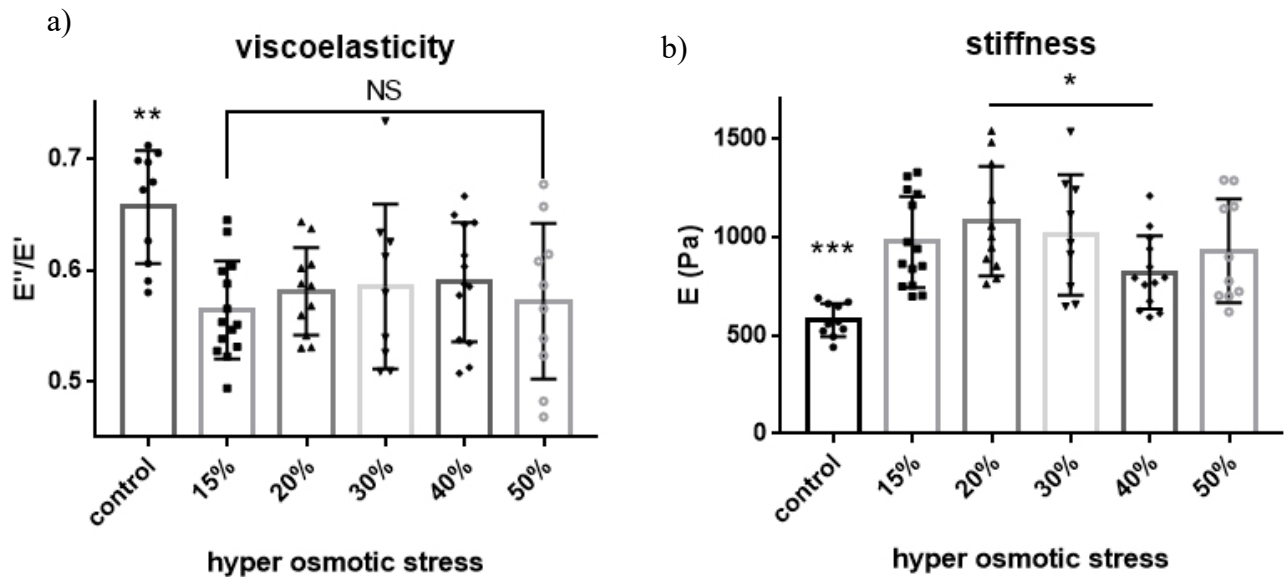 a)
viscoelasticity
NS
**
0.7
0.6
0.5
E''/E'
control
15%
20%
30%
40%
50%
hyper osmotic stress
b)
stiffness
*
***
1500
1000
500
0
E (Pa)
control
15%
20%
30%
40%
50%
hyper osmotic stress